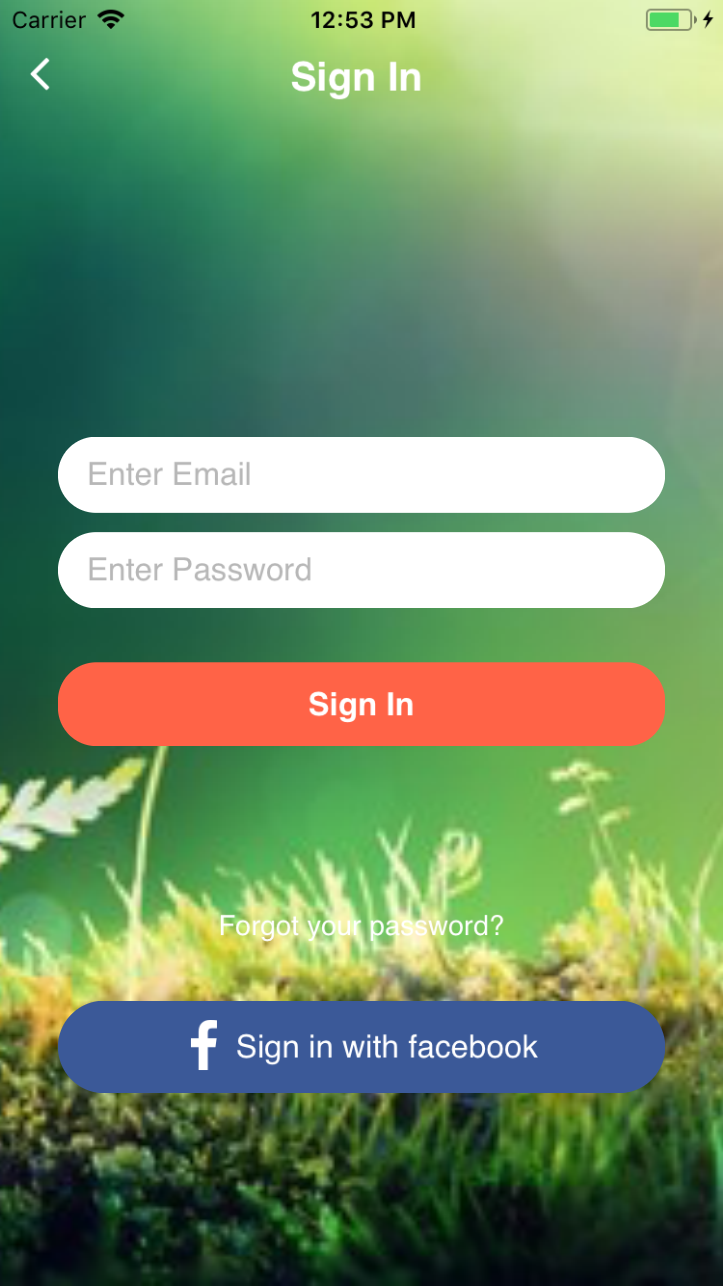 Carrier 12:53 PM
Sign In
Enter Email
Enter Password
Sign In
Forgot your password?
Sign in with facebook